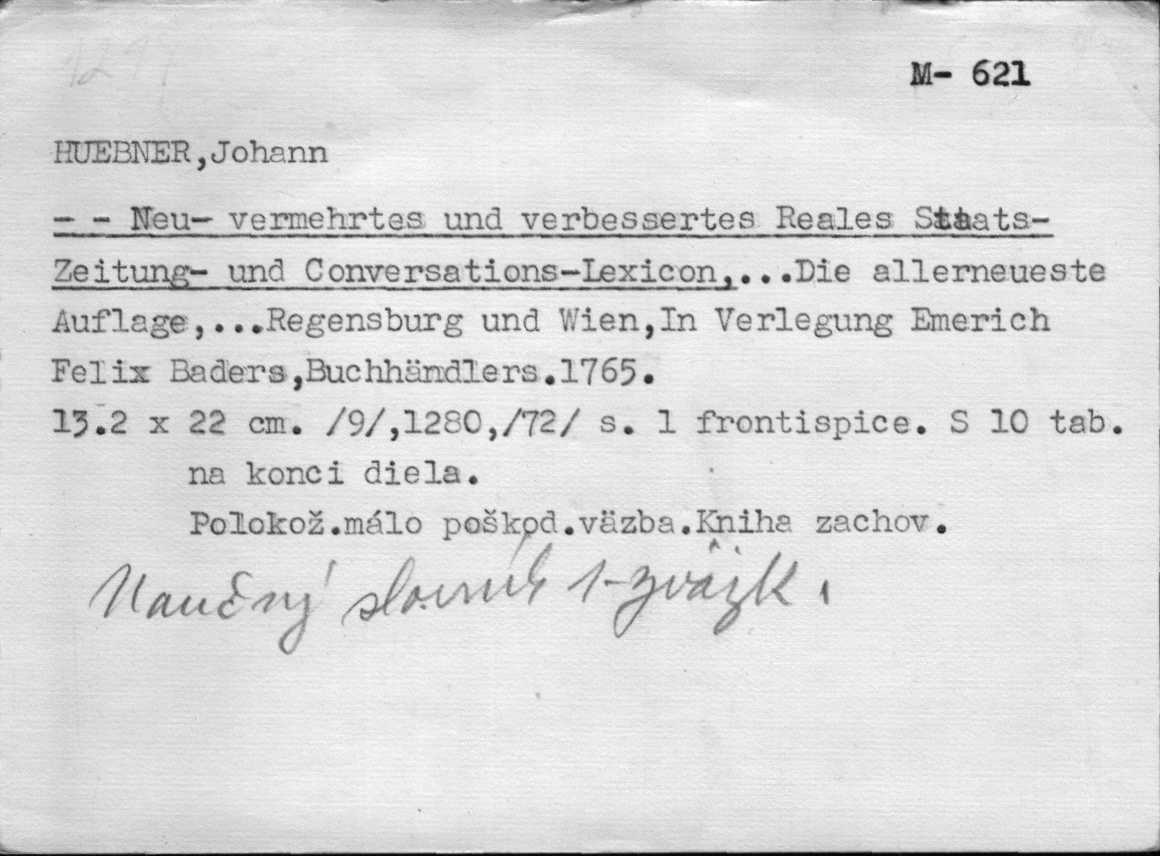 M- 621
HUEBNER,Johann
- - Neu- vermehrtes und verbessertes Reales Staats-
Zeitung- und Conversations-Lexicon,...Die allerneueste
Auflage,...Regensburg und Wien,In Verlegung Emerich
Felix Baders,Buchhändlers.1765.
13.2 x 22 cm. /9/,1280,/72/ s. 1 frontispice. S 10 tab.
na konci diela.
Polokož.málo poškod.väzba.Kniha zachov.
Naučný slovník 1-zväzk.